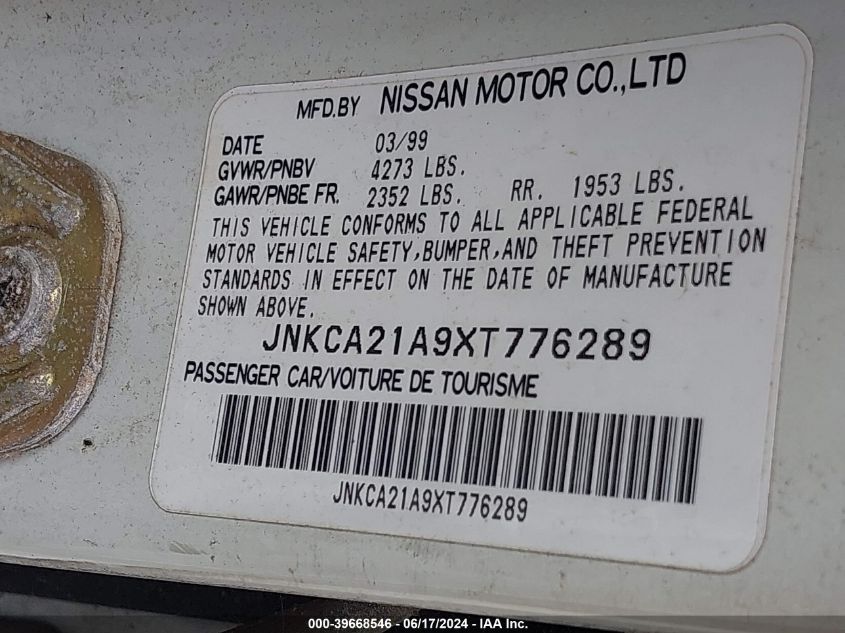 MFD.BY NISSAN MOTOR CO.,LTD
DATE 03/99
GVWR/PNBV 4273 LBS.
GAWR/PNBE FR. 2352 LBS. RR. 1953 LBS.
THIS VEHICLE CONFORMS TO ALL APPLICABLE FEDERAL
MOTOR VEHICLE SAFETY,BUMPER,AND THEFT PREVENTION
STANDARDS IN EFFECT ON THE DATE OF MANUFACTURE
SHOWN ABOVE.
JNKCA21A9XT776289
PASSENGER CAR/VOITURE DE TOURISME
JNKCA21A9XT776289
000-39668546 - 06/17/2024 - IAA Inc.